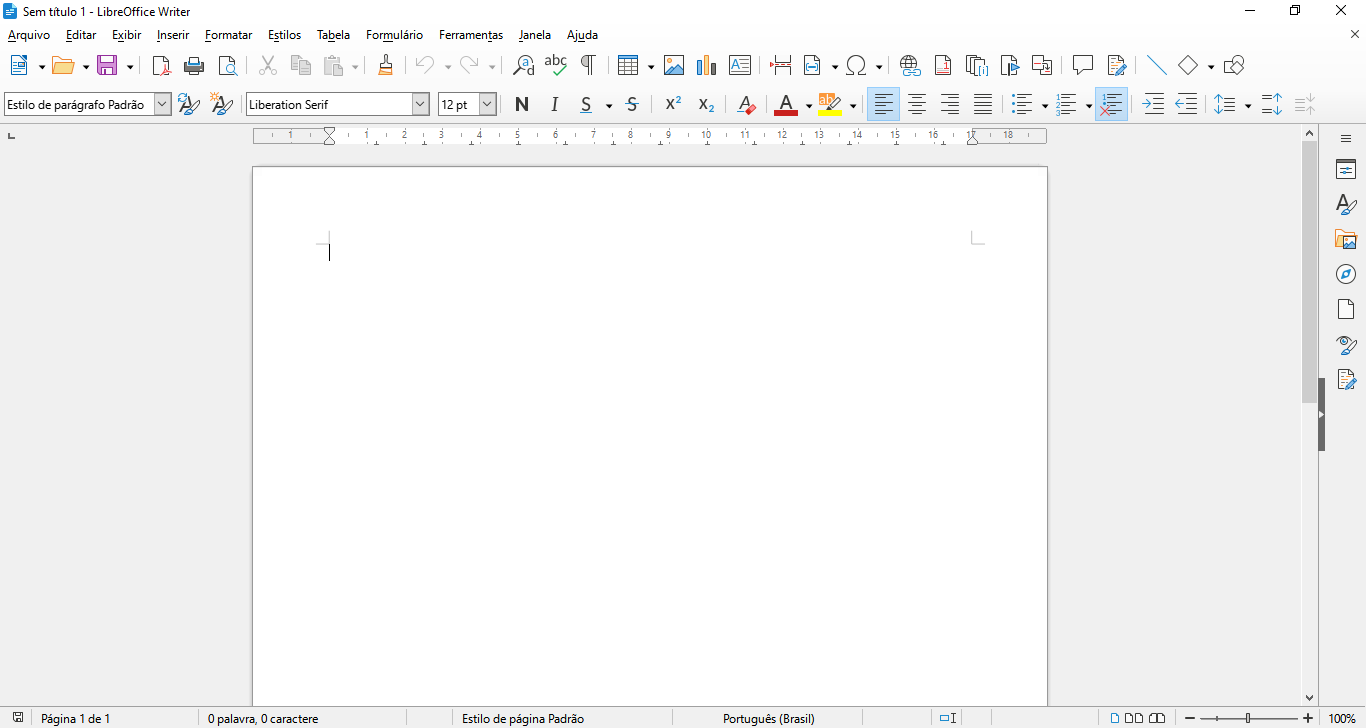 Sem título 1 - LibreOffice Writer
Arquivo Editar Exibir Inserir Formatar Estilos Tabela Formulário Ferramentas Janela Ajuda
abc
Estilo de parágrafo Padrão Liberation Serif 12 pt N I S S X² X₂ A ab
1 1 2 3 4 5 6 7 8 9 10 11 12 13 14 15 16 17 18
Página 1 de 1 0 palavra, 0 caractere Estilo de página Padrão Português (Brasil) 100%